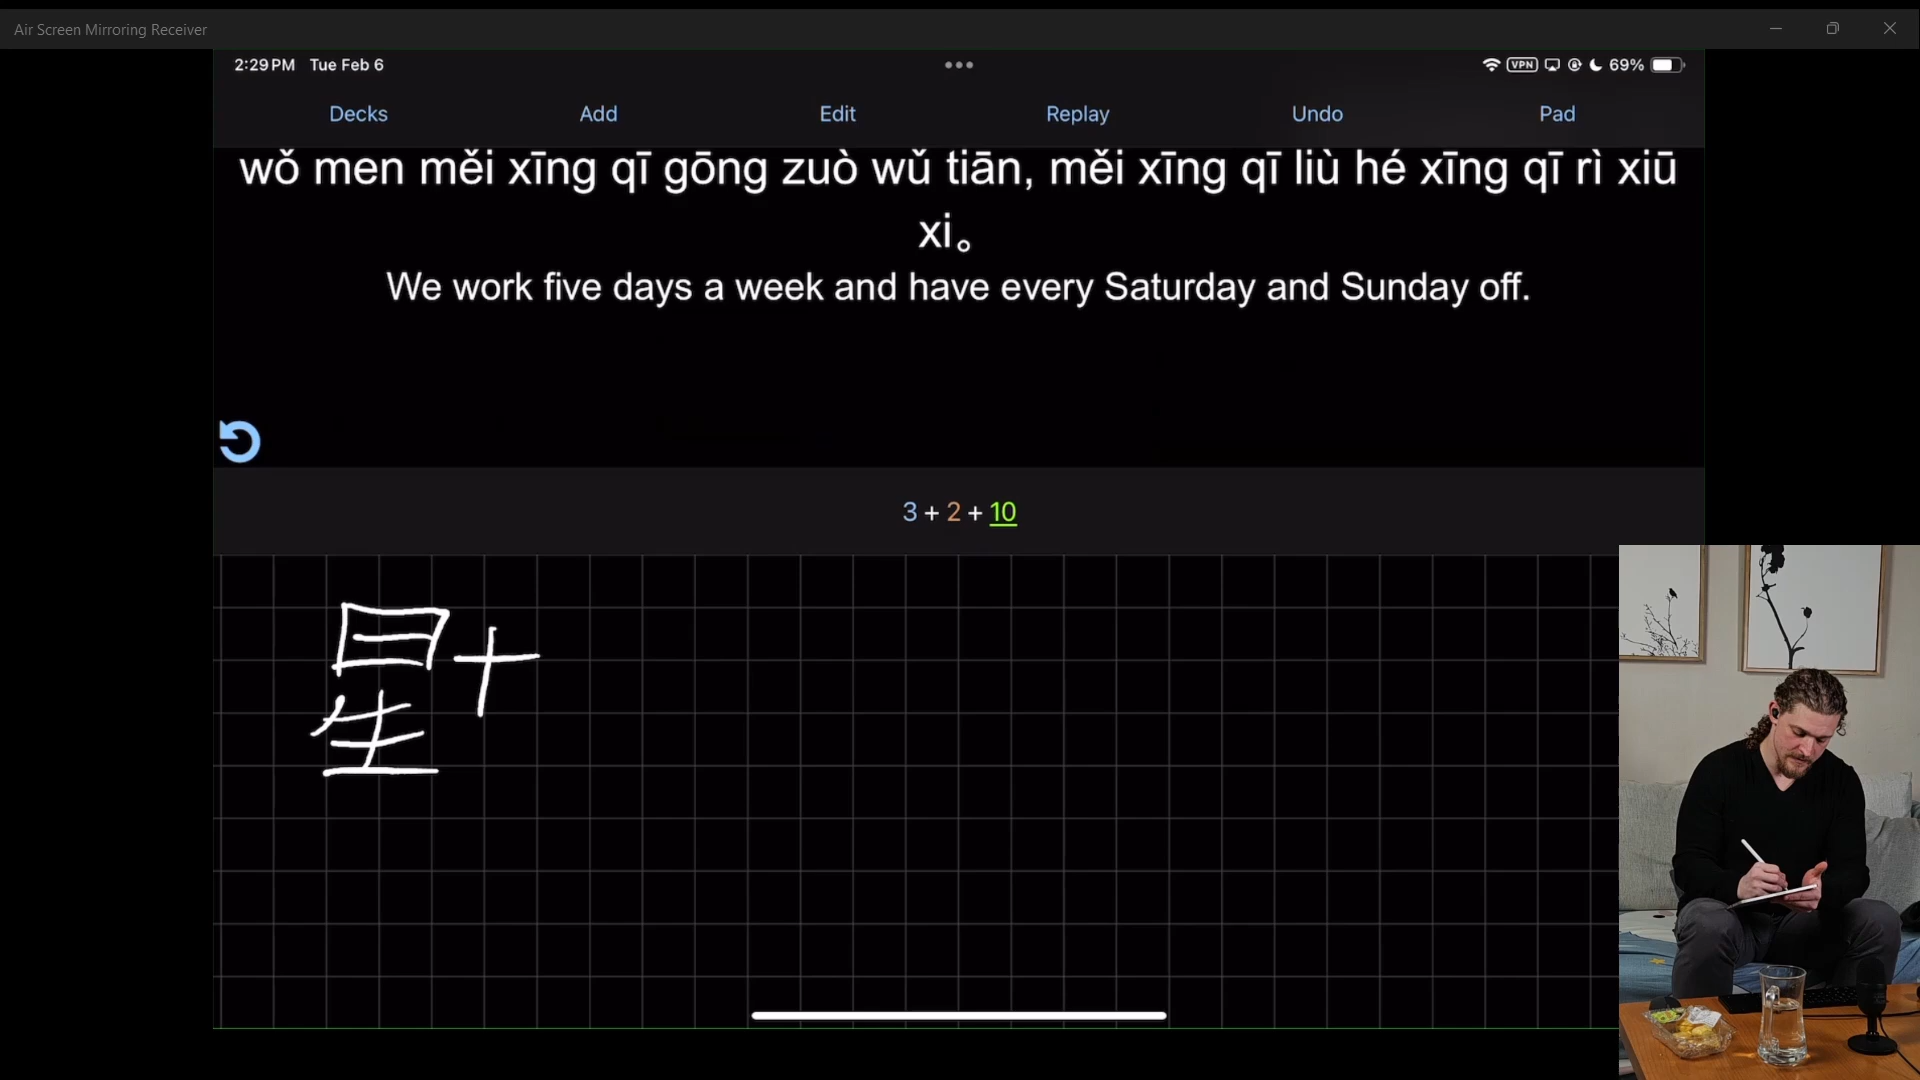 Air Screen Mirroring Receiver
2:29 PM Tue Feb 6
VPN 69%
Decks Add Edit Replay Undo Pad
wǒ men měi xīng qī gōng zuò wǔ tiān, měi xīng qī liù hé xīng qī rì xiū
xi。
We work five days a week and have every Saturday and Sunday off.
3 + 2 + 10
星十